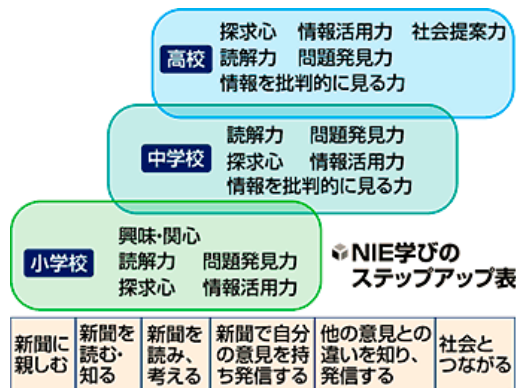 高校
探求心 情報活用力 社会提案力
読解力 問題発見力
情報を批判的に見る力
中学校
読解力 問題発見力
探求心 情報活用力
情報を批判的に見る力
小学校
興味・関心
読解力 問題発見力
探求心 情報活用力
NIE学びの
ステップアップ表
新聞に
親しむ
新聞を
読む・
知る
新聞を
読み、
考える
新聞で自分
の意見を持
ち発信する
他の意見との
違いを知り、
発信する
社会と
つながる